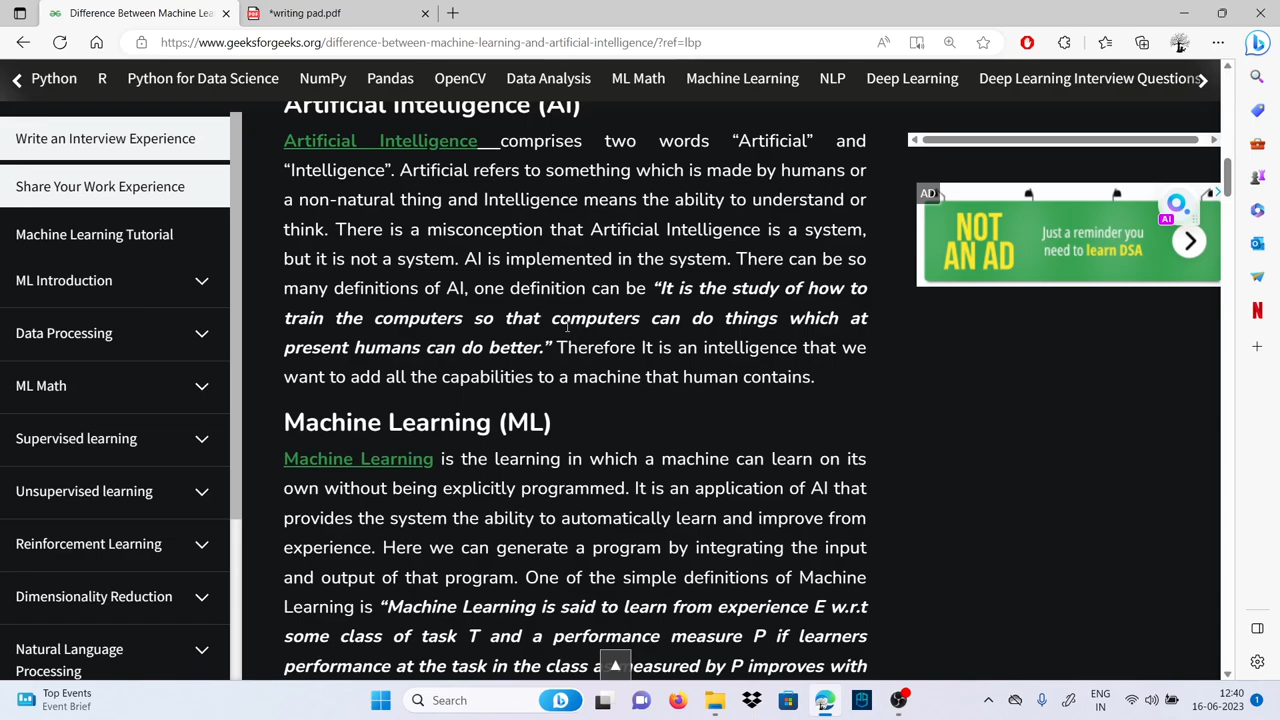 Difference Between Machine Lea
*writing pad.pdf
https://www.geeksforgeeks.org/difference-between-machine-learning-and-artificial-intelligence/?ref=lbp
Python R Python for Data Science NumPy Pandas OpenCV Data Analysis ML Math Machine Learning NLP Deep Learning Deep Learning Interview Questions
Write an Interview Experience
Share Your Work Experience
Machine Learning Tutorial
ML Introduction
Data Processing
ML Math
Supervised learning
Unsupervised learning
Reinforcement Learning
Dimensionality Reduction
Natural Language
Processing
Artificial Intelligence (AI)
Artificial Intelligence comprises two words “Artificial” and
“Intelligence”. Artificial refers to something which is made by humans or
a non-natural thing and Intelligence means the ability to understand or
think. There is a misconception that Artificial Intelligence is a system,
but it is not a system. AI is implemented in the system. There can be so
many definitions of AI, one definition can be “It is the study of how to
train the computers so that computers can do things which at
present humans can do better.” Therefore It is an intelligence that we
want to add all the capabilities to a machine that human contains.
Machine Learning (ML)
Machine Learning is the learning in which a machine can learn on its
own without being explicitly programmed. It is an application of AI that
provides the system the ability to automatically learn and improve from
experience. Here we can generate a program by integrating the input
and output of that program. One of the simple definitions of Machine
Learning is “Machine Learning is said to learn from experience E w.r.t
some class of task T and a performance measure P if learners
performance at the task in the class as measured by P improves with
AD
NOT
AN AD
Just a reminder you
need to learn DSA
AI
Top Events
Event Brief
Search
ENG
IN
12:40
16-06-2023
1